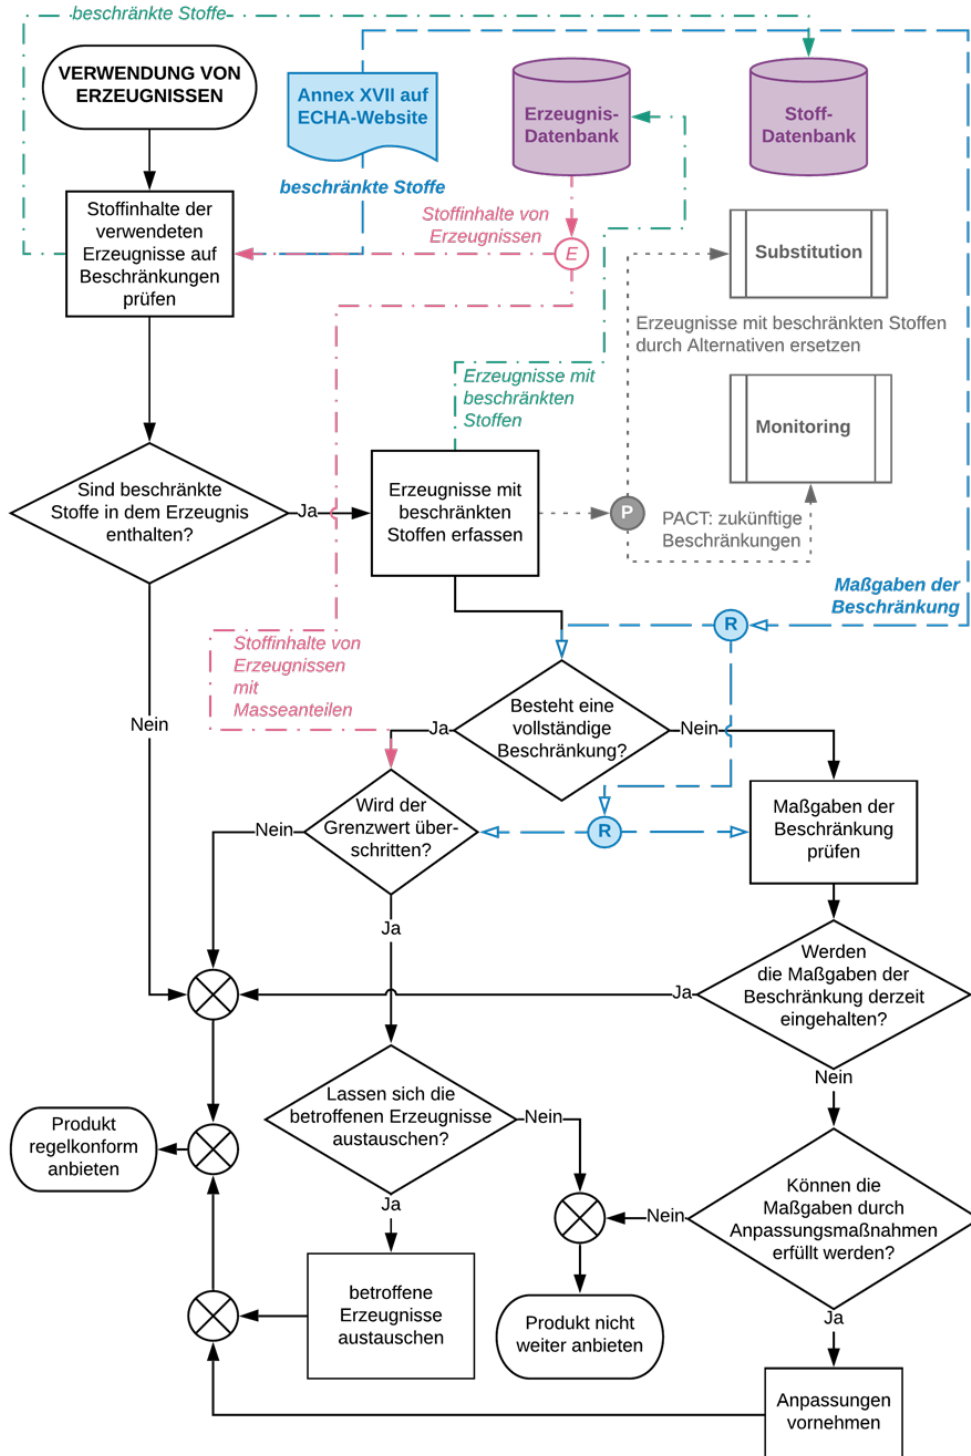 beschränkte Stoffe
VERWENDUNG VON
ERZEUGNISSEN
Annex XVII auf
ECHA-Website
Erzeugnis-
Datenbank
Stoff-
Datenbank
beschränkte Stoffe
Stoffinhalte der
verwendeten
Erzeugnisse auf
Beschränkungen
prüfen
Stoffinhalte von
Erzeugnissen
E
Substitution
Erzeugnisse mit beschränkten Stoffen
durch Alternativen ersetzen
Erzeugnisse mit
beschränkten
Stoffen
Monitoring
Sind beschränkte
Stoffe in dem Erzeugnis
enthalten?
Ja
Erzeugnisse mit
beschränkten
Stoffen erfassen
P
PACT: zukünftige
Beschränkungen
Maßgaben der
Beschränkung
R
Stoffinhalte von
Erzeugnissen
mit
Masseanteilen
Nein
Ja
Besteht eine
vollständige
Beschränkung?
Nein
Nein
Wird der
Grenzwert über-
schritten?
R
Maßgaben der
Beschränkung
prüfen
Ja
Werden
die Maßgaben der
Beschränkung derzeit
eingehalten?
Ja
Nein
Lassen sich die
betroffenen Erzeugnisse
austauschen?
Nein
Produkt
regelkonform
anbieten
Ja
Nein
Können die
Maßgaben durch
Anpassungsmaßnahmen
erfüllt werden?
betroffene
Erzeugnisse
austauschen
Produkt nicht
weiter anbieten
Ja
Anpassungen
vornehmen